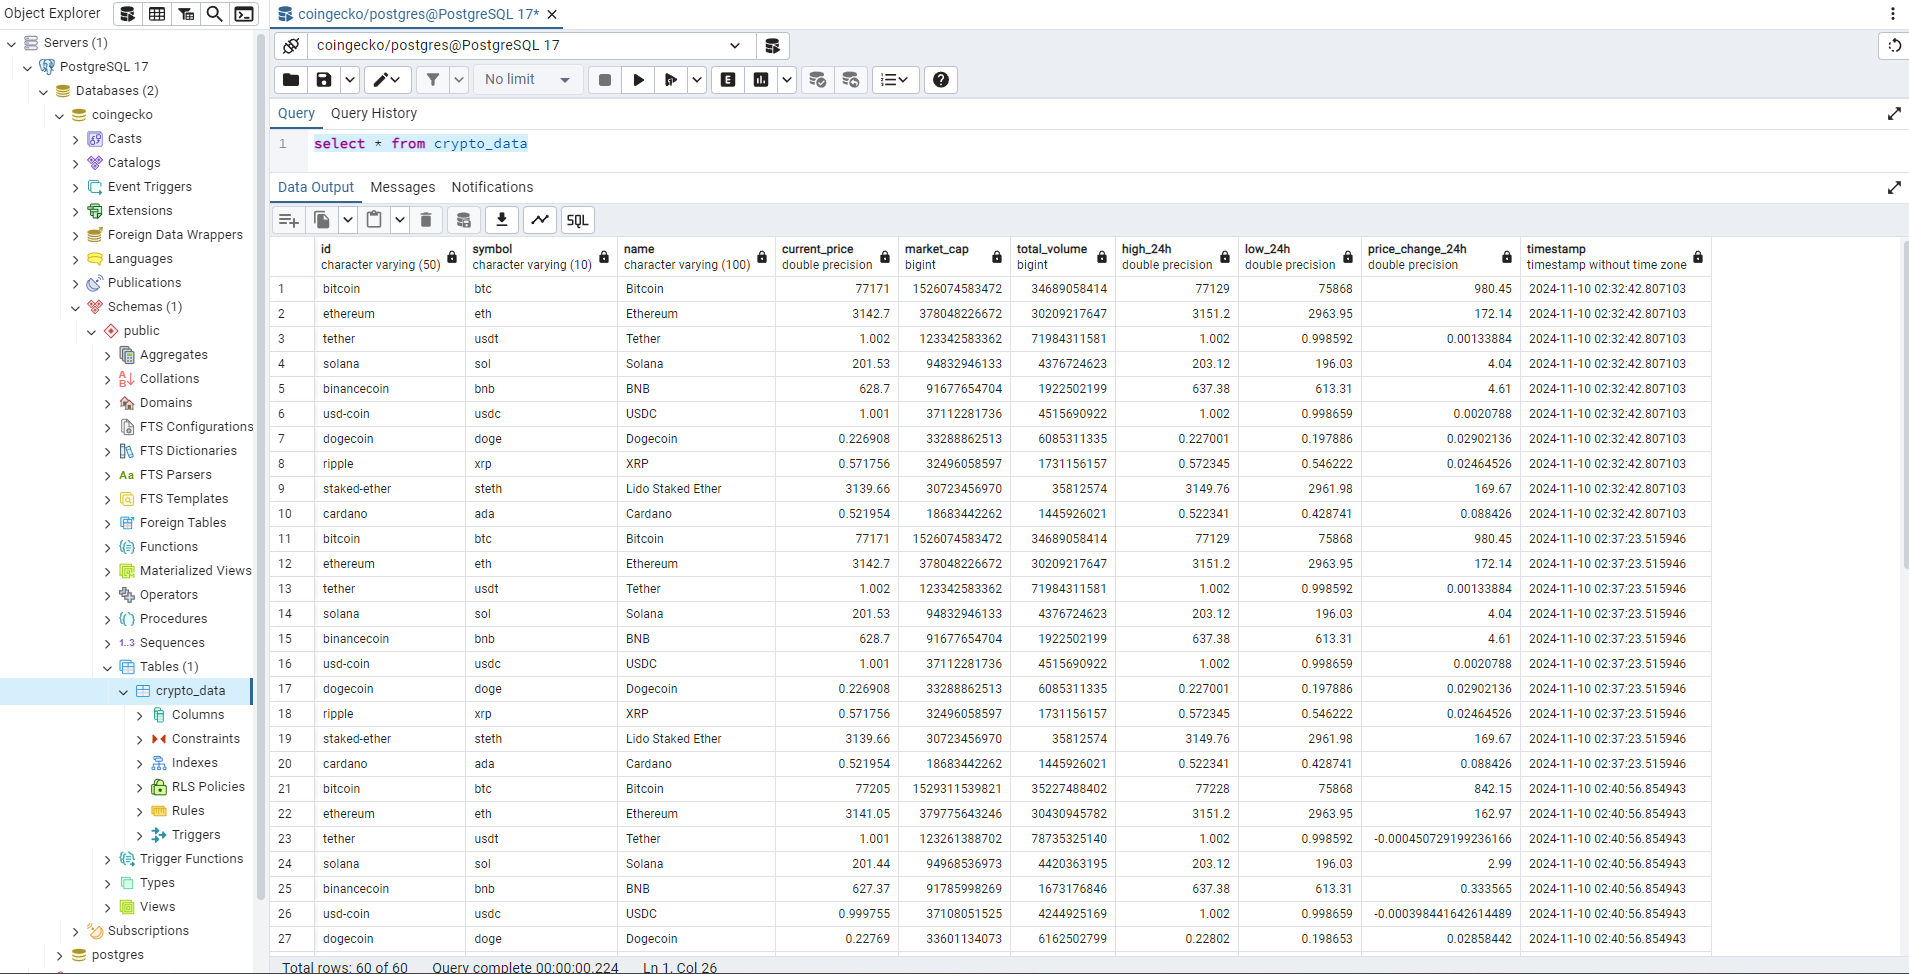 Object Explorer
Servers (1)
PostgreSQL 17
Databases (2)
coingecko
Casts
Catalogs
Event Triggers
Extensions
Foreign Data Wrappers
Languages
Publications
Schemas (1)
public
Aggregates
Collations
Domains
FTS Configurations
FTS Dictionaries
Aa FTS Parsers
FTS Templates
Foreign Tables
Functions
Materialized Views
Operators
Procedures
1..3 Sequences
Tables (1)
crypto_data
Columns
Constraints
Indexes
RLS Policies
Rules
Triggers
Trigger Functions
Types
Views
Subscriptions
postgres
coingecko/postgres@PostgreSQL 17*
coingecko/postgres@PostgreSQL 17
No limit
E
Query Query History
1 select * from crypto_data
Data Output Messages Notifications
SQL
id symbol name current_price market_cap total_volume high_24h low_24h price_change_24h timestamp
character varying (50) character varying (10) character varying (100) double precision bigint bigint double precision double precision double precision timestamp without time zone
1 bitcoin btc Bitcoin 77171 1526074583472 34689058414 77129 75868 980.45 2024-11-10 02:32:42.807103
2 ethereum eth Ethereum 3142.7 378048226672 30209217647 3151.2 2963.95 172.14 2024-11-10 02:32:42.807103
3 tether usdt Tether 1.002 123342583362 71984311581 1.002 0.998592 0.00133884 2024-11-10 02:32:42.807103
4 solana sol Solana 201.53 94832946133 4376724623 203.12 196.03 4.04 2024-11-10 02:32:42.807103
5 binancecoin bnb BNB 628.7 91677654704 1922502199 637.38 613.31 4.61 2024-11-10 02:32:42.807103
6 usd-coin usdc USDC 1.001 37112281736 4515690922 1.002 0.998659 0.0020788 2024-11-10 02:32:42.807103
7 dogecoin doge Dogecoin 0.226908 33288862513 6085311335 0.227001 0.197886 0.02902136 2024-11-10 02:32:42.807103
8 ripple xrp XRP 0.571756 32496058597 1731156157 0.572345 0.546222 0.02464526 2024-11-10 02:32:42.807103
9 staked-ether steth Lido Staked Ether 3139.66 30723456970 35812574 3149.76 2961.98 169.67 2024-11-10 02:32:42.807103
10 cardano ada Cardano 0.521954 18683442262 1445926021 0.522341 0.428741 0.088426 2024-11-10 02:32:42.807103
11 bitcoin btc Bitcoin 77171 1526074583472 34689058414 77129 75868 980.45 2024-11-10 02:37:23.515946
12 ethereum eth Ethereum 3142.7 378048226672 30209217647 3151.2 2963.95 172.14 2024-11-10 02:37:23.515946
13 tether usdt Tether 1.002 123342583362 71984311581 1.002 0.998592 0.00133884 2024-11-10 02:37:23.515946
14 solana sol Solana 201.53 94832946133 4376724623 203.12 196.03 4.04 2024-11-10 02:37:23.515946
15 binancecoin bnb BNB 628.7 91677654704 1922502199 637.38 613.31 4.61 2024-11-10 02:37:23.515946
16 usd-coin usdc USDC 1.001 37112281736 4515690922 1.002 0.998659 0.0020788 2024-11-10 02:37:23.515946
17 dogecoin doge Dogecoin 0.226908 33288862513 6085311335 0.227001 0.197886 0.02902136 2024-11-10 02:37:23.515946
18 ripple xrp XRP 0.571756 32496058597 1731156157 0.572345 0.546222 0.02464526 2024-11-10 02:37:23.515946
19 staked-ether steth Lido Staked Ether 3139.66 30723456970 35812574 3149.76 2961.98 169.67 2024-11-10 02:37:23.515946
20 cardano ada Cardano 0.521954 18683442262 1445926021 0.522341 0.428741 0.088426 2024-11-10 02:37:23.515946
21 bitcoin btc Bitcoin 77205 1529311539821 35227488402 77228 75868 842.15 2024-11-10 02:40:56.854943
22 ethereum eth Ethereum 3141.05 379775643246 30430945782 3151.2 2963.95 162.97 2024-11-10 02:40:56.854943
23 tether usdt Tether 1.001 123261388702 78735325140 1.002 0.998592 -0.000450729199236166 2024-11-10 02:40:56.854943
24 solana sol Solana 201.44 94968536973 4420363195 203.12 196.03 2.99 2024-11-10 02:40:56.854943
25 binancecoin bnb BNB 627.37 91785998269 1673176846 637.38 613.31 0.333565 2024-11-10 02:40:56.854943
26 usd-coin usdc USDC 0.999755 37108051525 4244925169 1.002 0.998659 -0.000398441642614489 2024-11-10 02:40:56.854943
27 dogecoin doge Dogecoin 0.22769 33601134073 6162502799 0.22802 0.198653 0.02858442 2024-11-10 02:40:56.854943
Total rows: 60 of 60 Query complete 00:00:00.224 Ln 1, Col 26